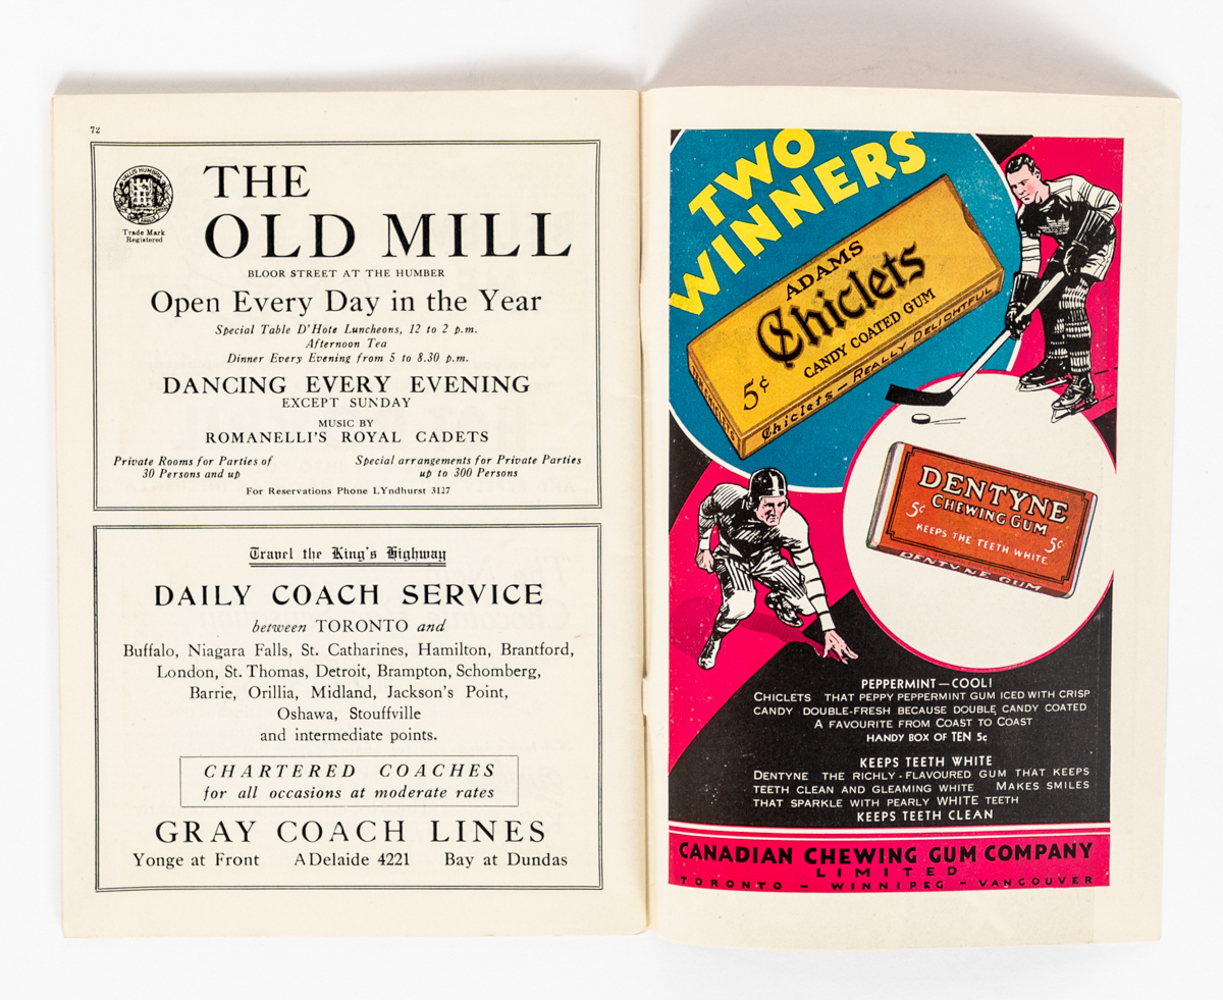 72
Trade Mark
Registered
THE
OLD MILL
BLOOR STREET AT THE HUMBER
Open Every Day in the Year
Special Table D'Hote Luncheons, 12 to 2 p.m.
Afternoon Tea
Dinner Every Evening from 5 to 8.30 p.m.
DANCING EVERY EVENING
EXCEPT SUNDAY
MUSIC BY
ROMANELLI'S ROYAL CADETS
Private Rooms for Parties of
30 Persons and up
Special arrangements for Private Parties
up to 300 Persons
For Reservations Phone LYndhurst 3127
Travel the King's Highway
DAILY COACH SERVICE
between TORONTO and
Buffalo, Niagara Falls, St. Catharines, Hamilton, Brantford,
London, St. Thomas, Detroit, Brampton, Schomberg,
Barrie, Orillia, Midland, Jackson's Point,
Oshawa, Stouffville
and intermediate points.
CHARTERED COACHES
for all occasions at moderate rates
GRAY COACH LINES
Yonge at Front ADelaide 4221 Bay at Dundas
TWO
WINNERS
ADAMS
Chiclets
CANDY COATED GUM
5¢
Chiclets - REALLY DELIGHTFUL
DENTYNE
5¢ CHEWING GUM 5¢
KEEPS THE TEETH WHITE
DENTYNE GUM
PEPPERMINT—COOL!
CHICLETS THAT PEPPY PEPPERMINT GUM ICED WITH CRISP
CANDY DOUBLE-FRESH BECAUSE DOUBLE CANDY COATED
A FAVOURITE FROM COAST TO COAST
HANDY BOX OF TEN 5c
KEEPS TEETH WHITE
DENTYNE THE RICHLY-FLAVOURED GUM THAT KEEPS
TEETH CLEAN AND GLEAMING WHITE MAKES SMILES
THAT SPARKLE WITH PEARLY WHITE TEETH
KEEPS TEETH CLEAN
CANADIAN CHEWING GUM COMPANY
LIMITED
TORONTO - WINNIPEG - VANCOUVER